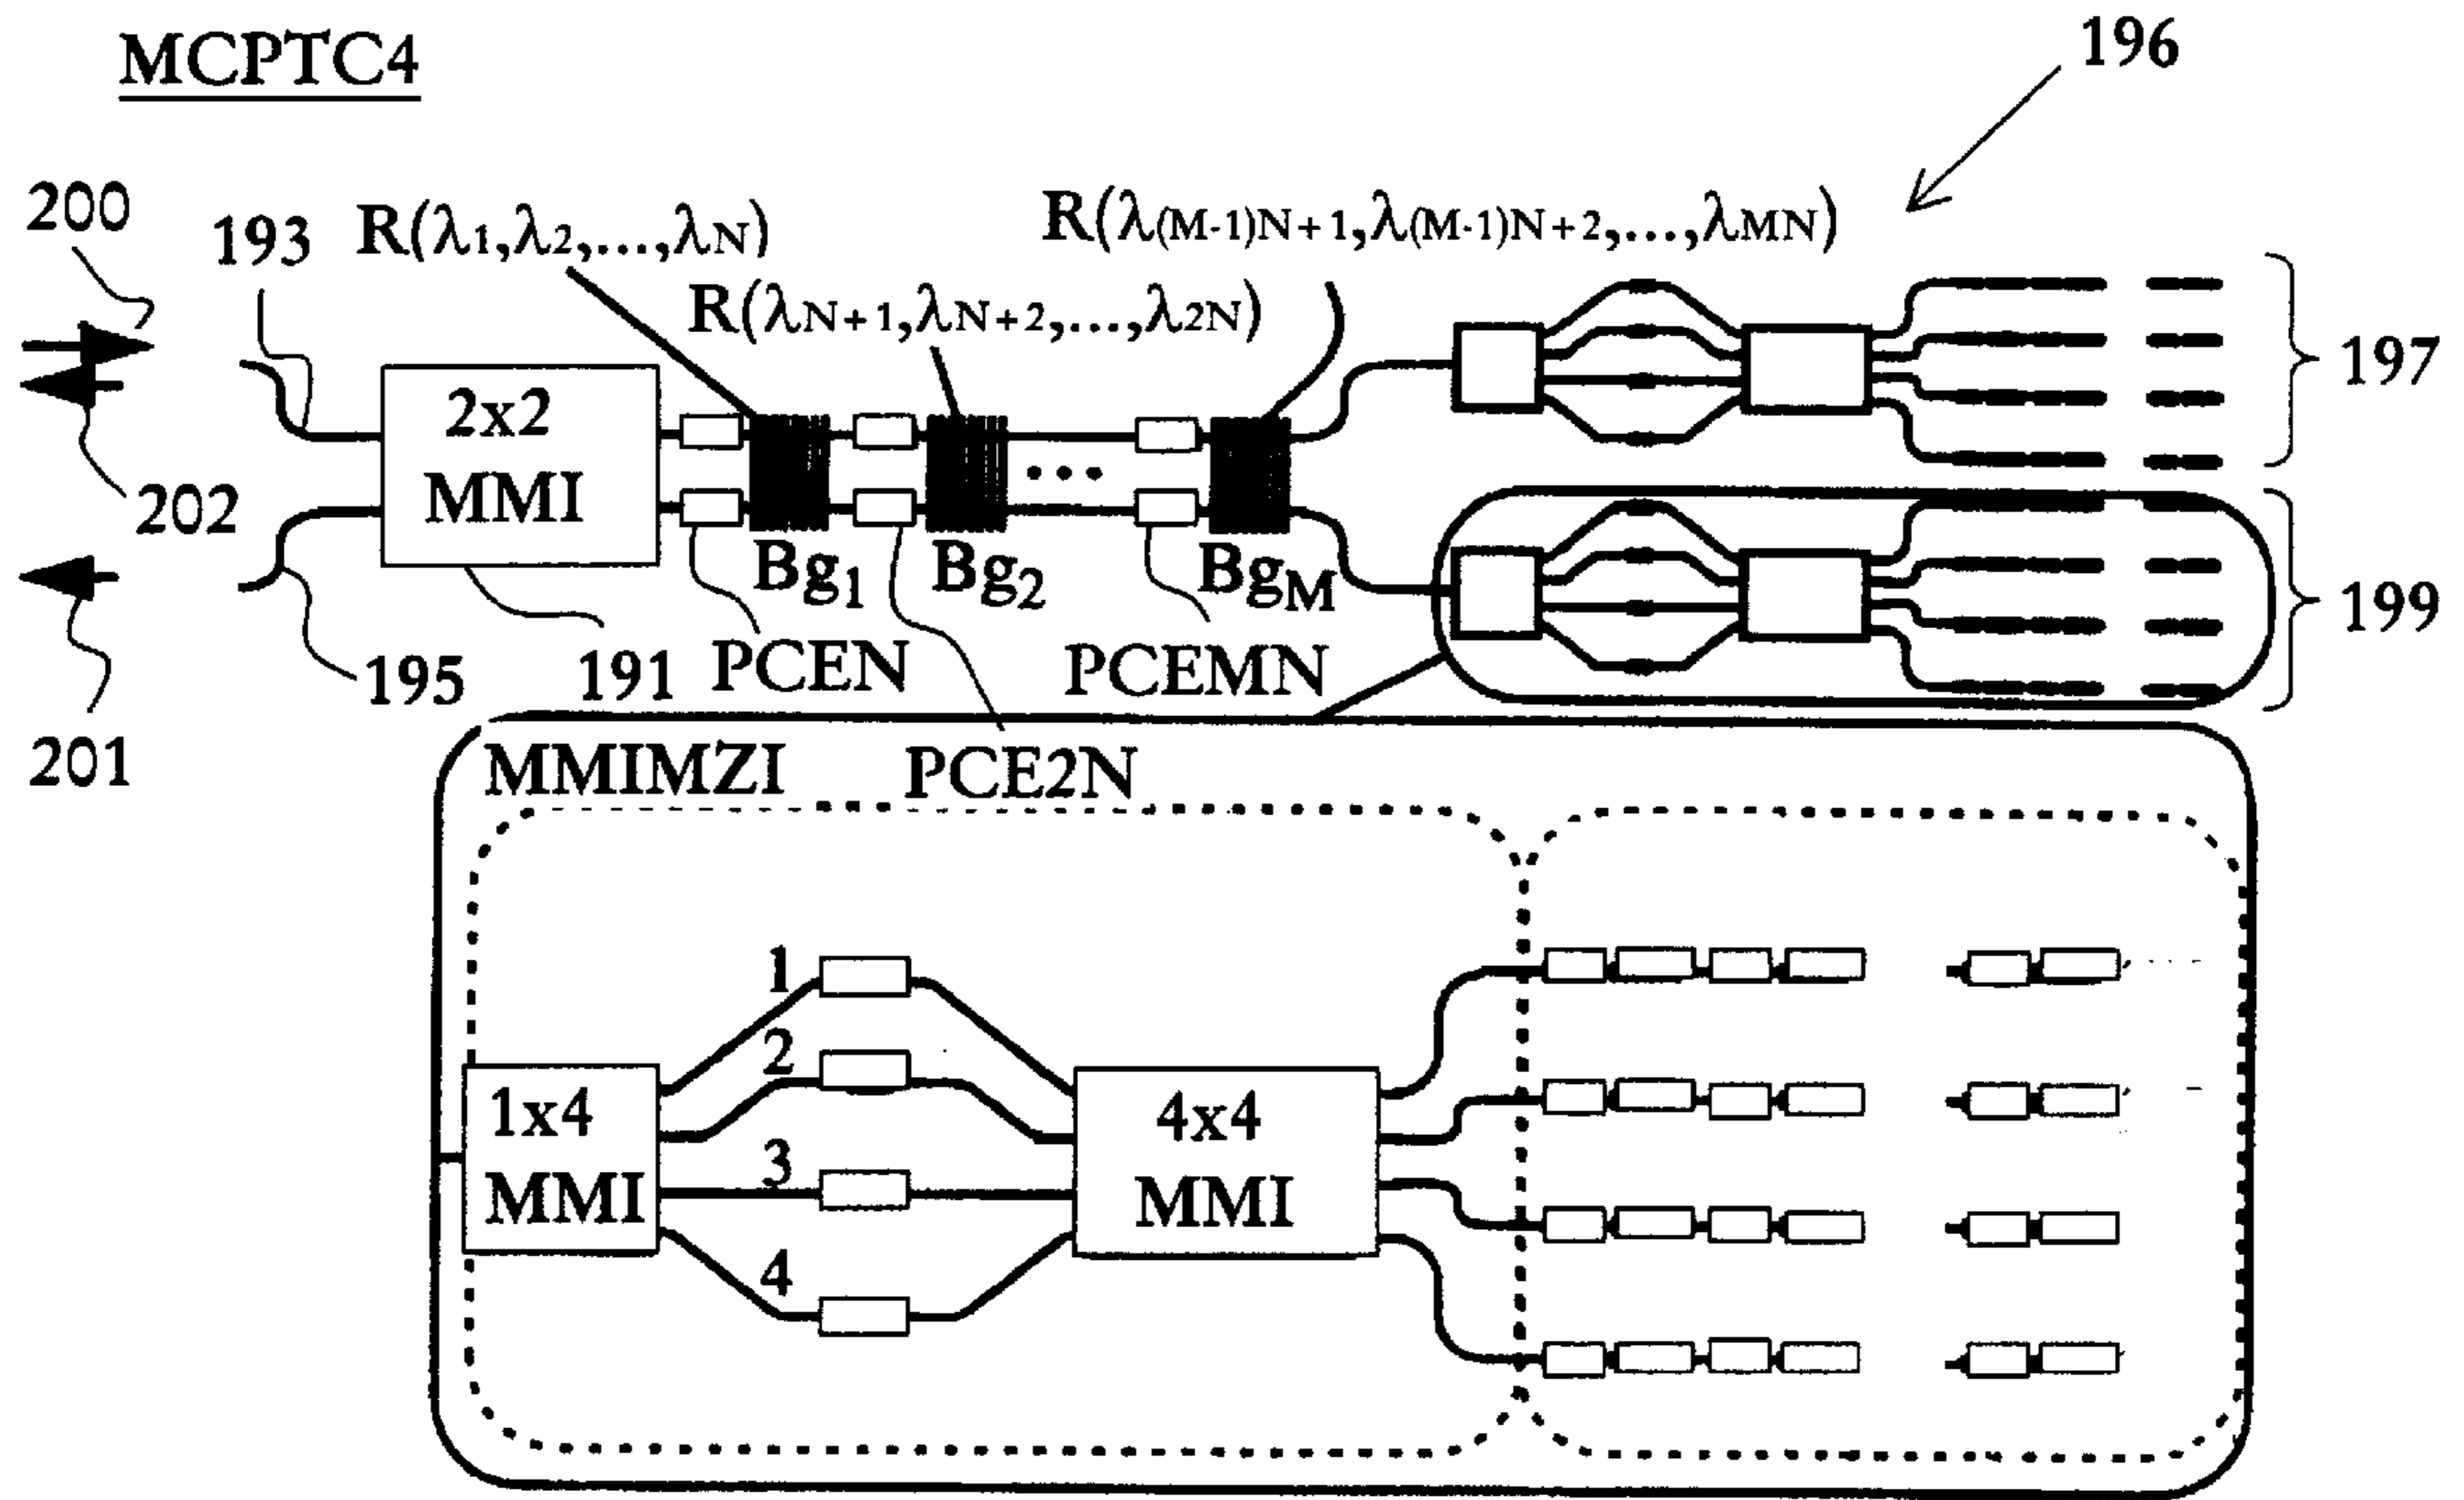 MCPTC4
196
200
193
R(λ1,λ2,...,λN)
R(λ(M-1)N+1,λ(M-1)N+2,...,λMN)
R(λN+1,λN+2,...,λ2N)
197
2x2
MMI
202
...
Bg1
Bg2
BgM
199
195
191
PCEN
PCEMN
201
MMIMZI
PCE2N
1
2
1x4
MMI
4x4
MMI
3
4